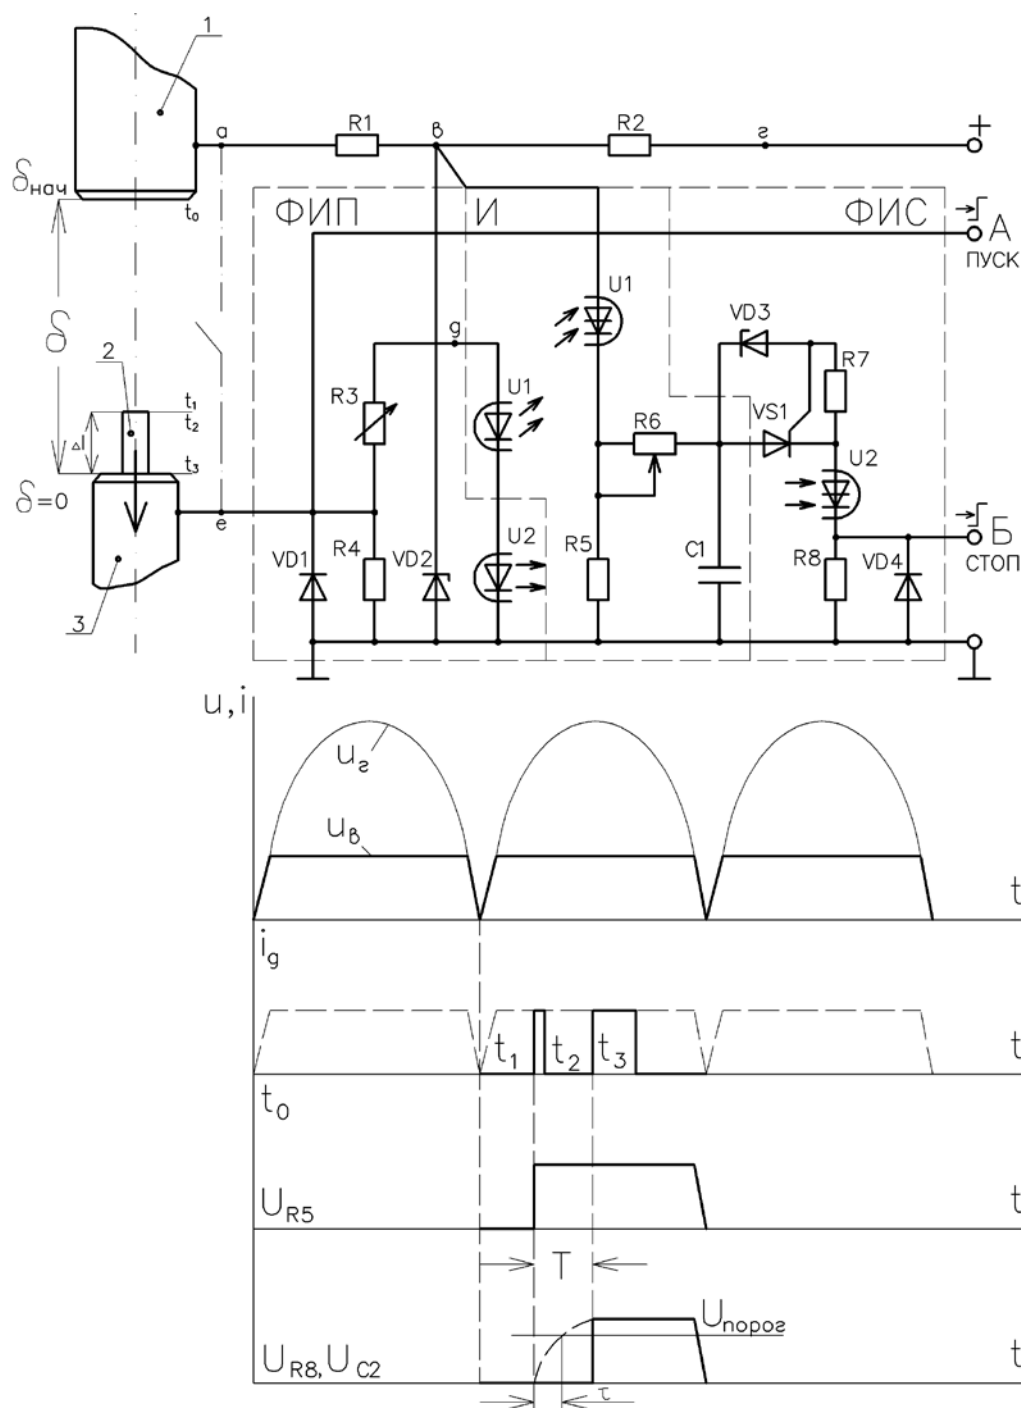 1
а
R1
в
R2
г
+
δнач
t₀
ФИП
И
ФИС
А
ПУСК
U1
VD3
δ
g
2
R3
U1
R7
t₁
R6
VS1
t₂
Δl
U2
t₃
δ=0
е
Б
СТОП
VD1
R4
VD2
U2
R5
C1
R8
VD4
3
u,i
uг
uв
t
ig
t₁
t₂
t₃
t
t₀
UR5
t
T
Uпорог
UR8, UC2
t
τ